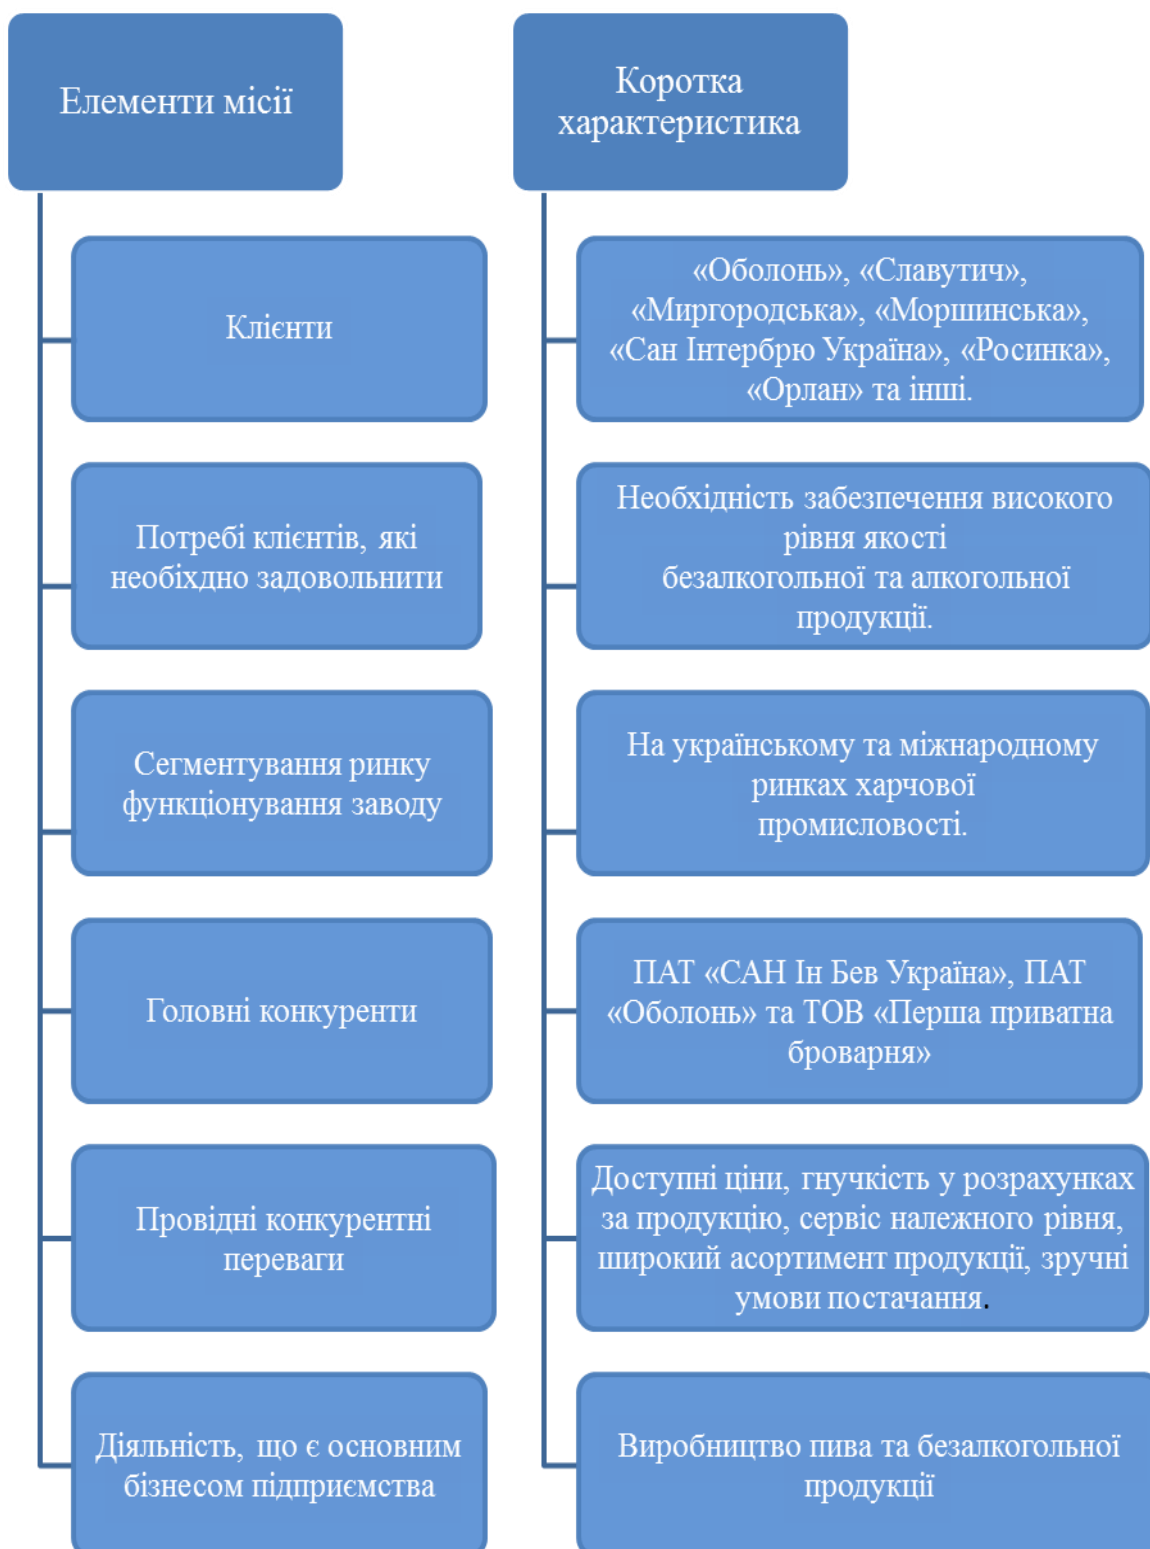 Елементи місії
Коротка
характеристика
Клієнти
«Оболонь», «Славутич»,
«Миргородська», «Моршинська»,
«Сан Інтербрю Україна», «Росинка»,
«Орлан» та інші.
Потребі клієнтів, які
необіхдно задовольнити
Необхідність забезпечення високого
рівня якості
безалкогольної та алкогольної
продукції.
Сегментування ринку
функціонування заводу
На українському та міжнародному
ринках харчової
промисловості.
Головні конкуренти
ПАТ «САН Ін Бев Україна», ПАТ
«Оболонь» та ТОВ «Перша приватна
броварня»
Провідні конкурентні
переваги
Доступні ціни, гнучкість у розрахунках
за продукцію, сервіс належного рівня,
широкий асортимент продукції, зручні
умови постачання.
Діяльність, що є основним
бізнесом підприємства
Виробництво пива та безалкогольної
продукції